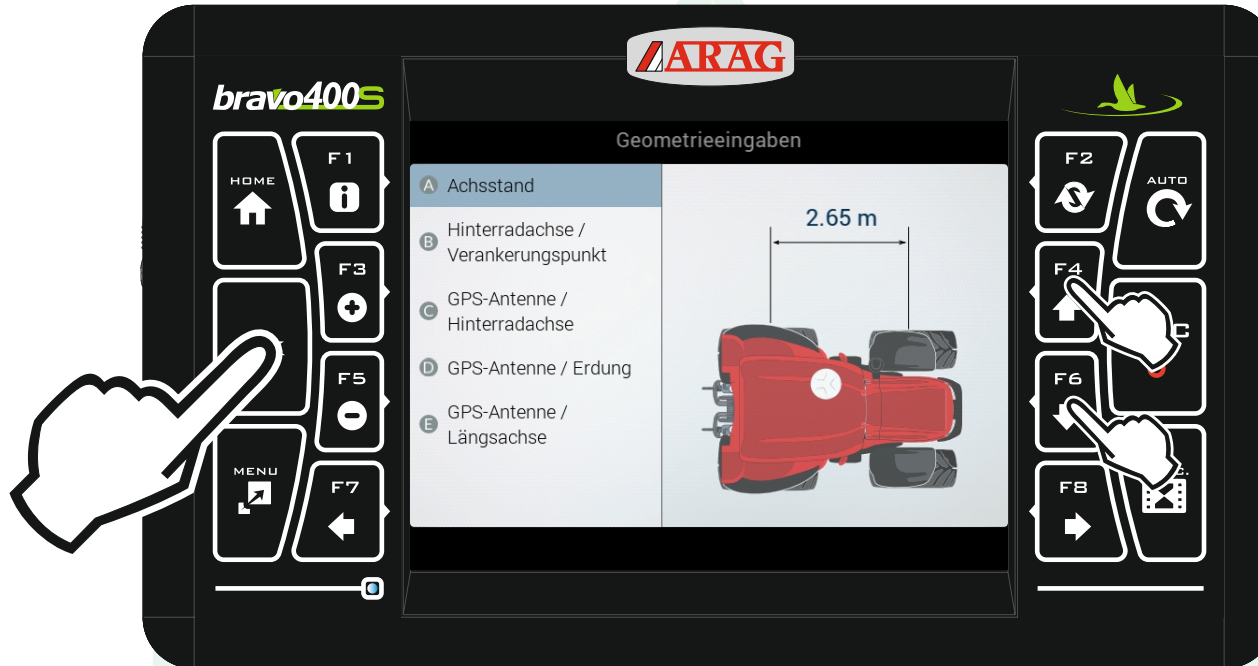 ARAG
bravo400S
Geometrieeingaben
HOME
F1
F3
F5
MENU
F7
A Achsstand
B Hinterradachse /
Verankerungspunkt
C GPS-Antenne /
Hinterradachse
D GPS-Antenne / Erdung
E GPS-Antenne /
Längsachse
2.65 m
F2
AUTO
F4
C
F6
F8